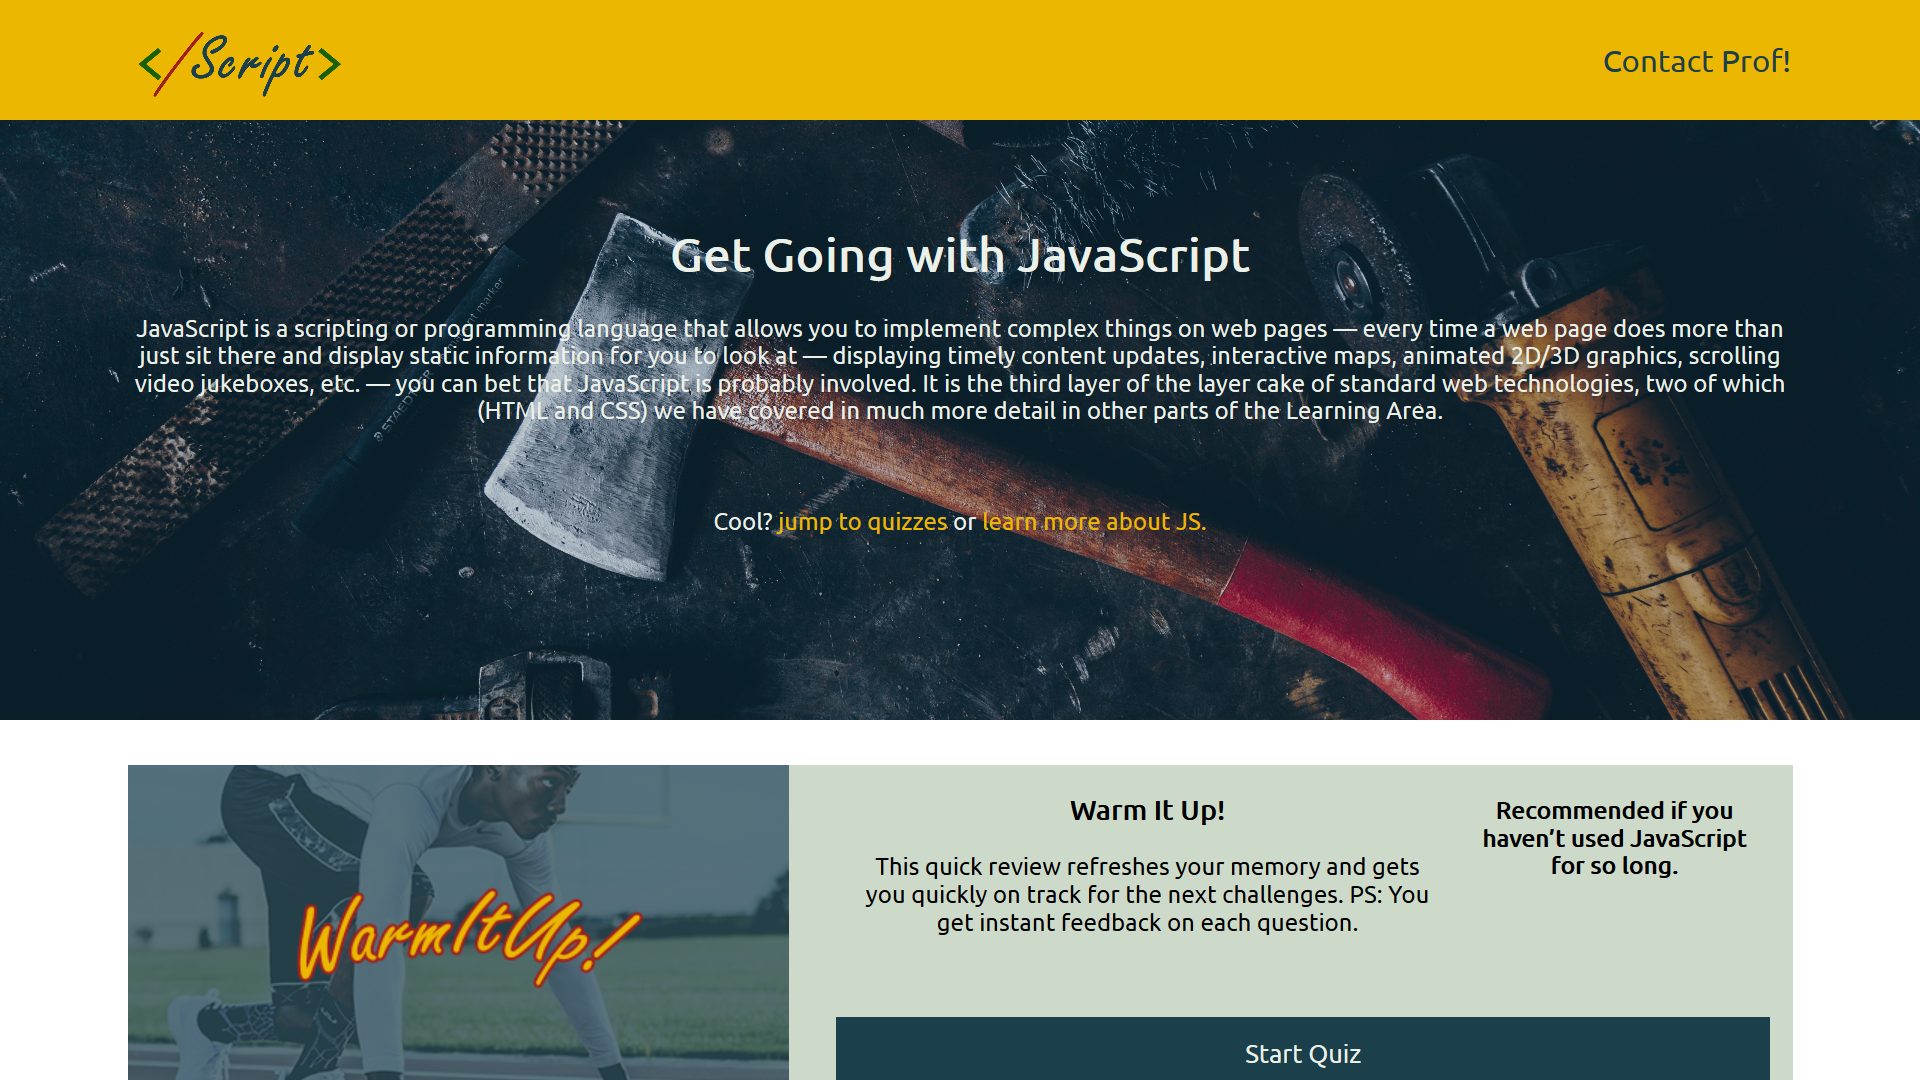 </Script>
Contact Prof!
Get Going with JavaScript
JavaScript is a scripting or programming language that allows you to implement complex things on web pages — every time a web page does more than
just sit there and display static information for you to look at — displaying timely content updates, interactive maps, animated 2D/3D graphics, scrolling
video jukeboxes, etc. — you can bet that JavaScript is probably involved. It is the third layer of the layer cake of standard web technologies, two of which
(HTML and CSS) we have covered in much more detail in other parts of the Learning Area.
Cool? jump to quizzes or learn more about JS.
WarmItUp!
Warm It Up!
This quick review refreshes your memory and gets
you quickly on track for the next challenges. PS: You
get instant feedback on each question.
Recommended if you
haven’t used JavaScript
for so long.
Start Quiz